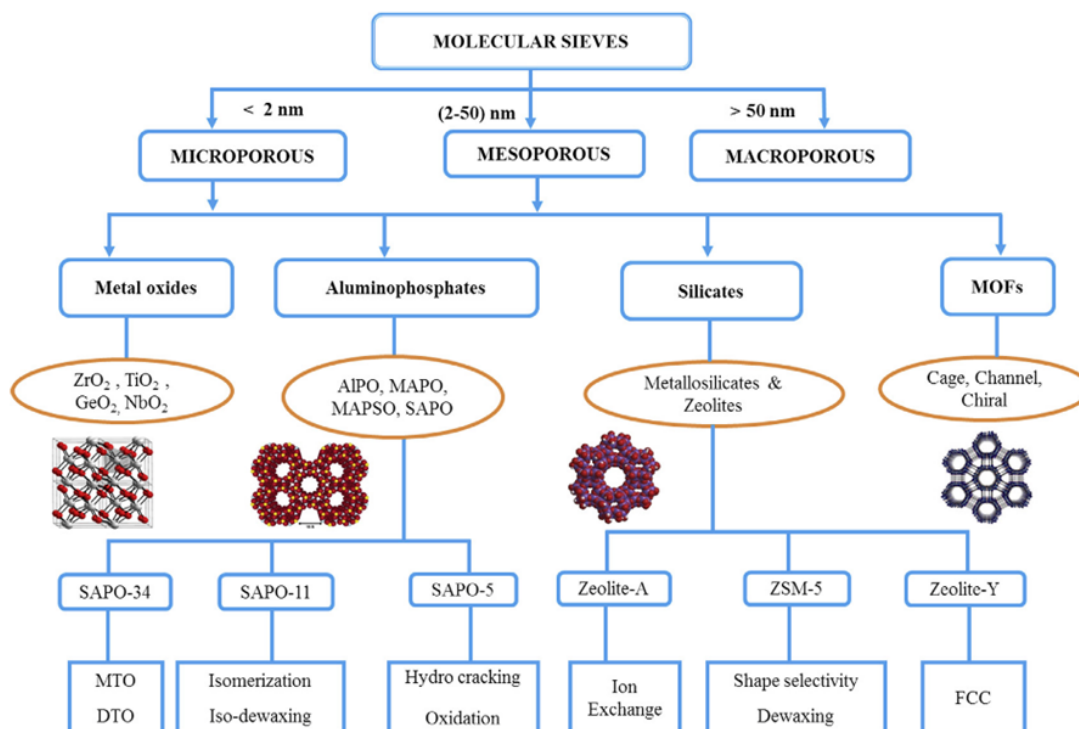 MOLECULAR SIEVES
< 2 nm
(2-50) nm
> 50 nm
MICROPOROUS
MESOPOROUS
MACROPOROUS
Metal oxides
Aluminophosphates
Silicates
MOFs
ZrO₂ , TiO₂ ,
GeO₂, NbO₂
AlPO, MAPO,
MAPSO, SAPO
Metallosilicates &
Zeolites
Cage, Channel,
Chiral
SAPO-34
SAPO-11
SAPO-5
Zeolite-A
ZSM-5
Zeolite-Y
MTO
DTO
Isomerization
Iso-dewaxing
Hydro cracking
Oxidation
Ion
Exchange
Shape selectivity
Dewaxing
FCC